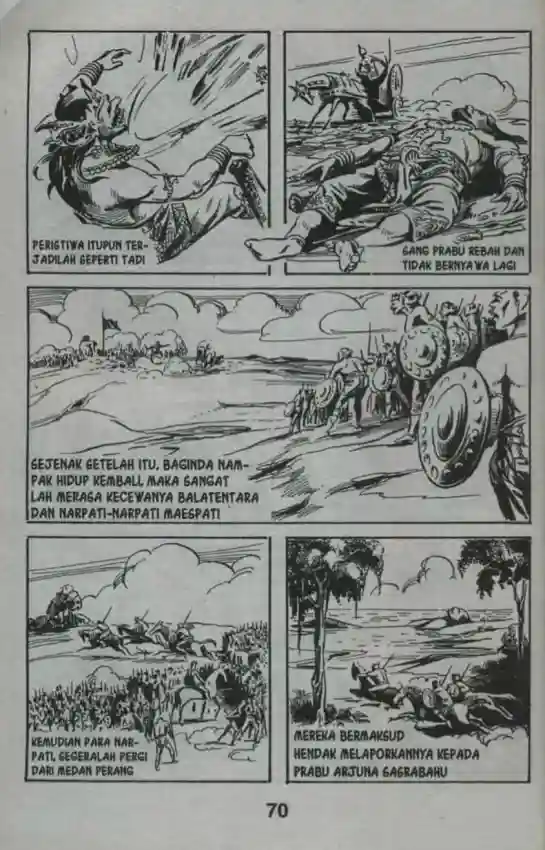 PERISTIWA ITUPUN TER-
JADILAH SEPERTI TADI
SANG PRABU REBAH DAN
TIDAK BERNYAWA LAGI
SEJENAK SETELAH ITU, BAGINDA NAM-
PAK HIDUP KEMBALI, MAKA SANGAT
LAH MERASA KECEWANYA BALATENTARA
DAN NARPATI-NARPATI MAESPATI
KEMUDIAN PARA NAR-
PATI, SEGERALAH PERGI
DARI MEDAN PERANG
MEREKA BERMAKSUD
HENDAK MELAPORKANNYA KEPADA
PRABU ARJUNA SASRABAHU
70